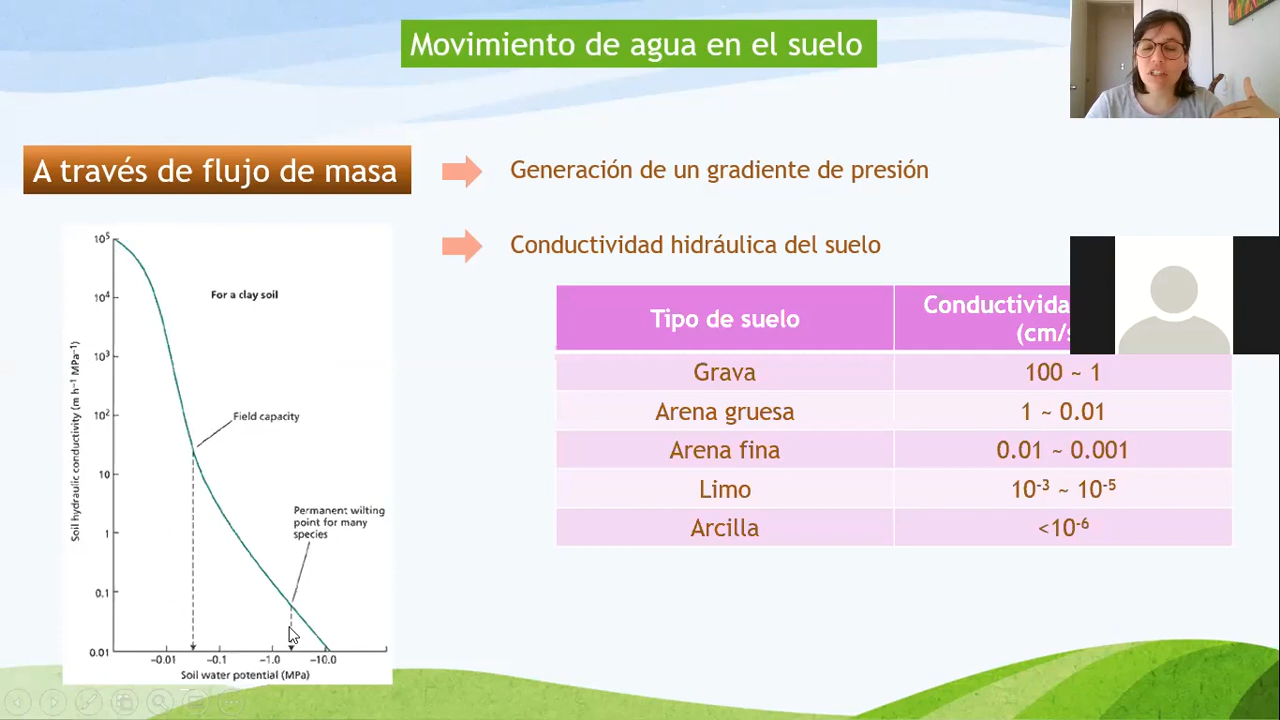 Movimiento de agua en el suelo
A través de flujo de masa
Generación de un gradiente de presión
Conductividad hidráulica del suelo
10⁵
10⁴
10³
10²
10
1
0.1
0.01
Soil hydraulic conductivity (m h⁻¹ MPa⁻¹)
For a clay soil
Field capacity
Permanent wilting
point for many
species
–0.01 –0.1 –1.0 –10.0
Soil water potential (MPa)
Tipo de suelo
(cm/
Grava 100 ~ 1
Arena gruesa 1 ~ 0.01
Arena fina 0.01 ~ 0.001
Limo 10⁻³ ~ 10⁻⁵
Arcilla <10⁻⁶